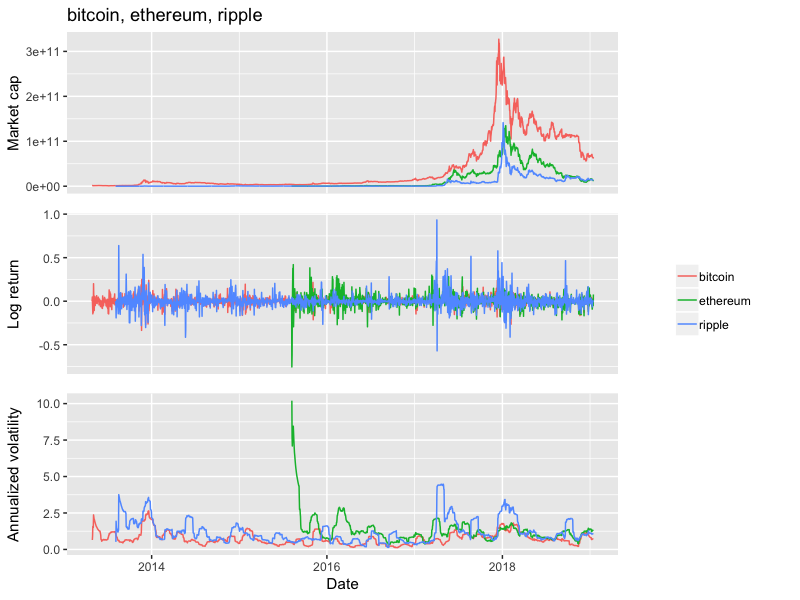 bitcoin, ethereum, ripple
Market cap
3e+11
2e+11
1e+11
0e+00
Log return
1.0
0.5
0.0
-0.5
Annualized volatility
10.0
7.5
5.0
2.5
0.0
2014
2016
2018
Date
bitcoin
ethereum
ripple